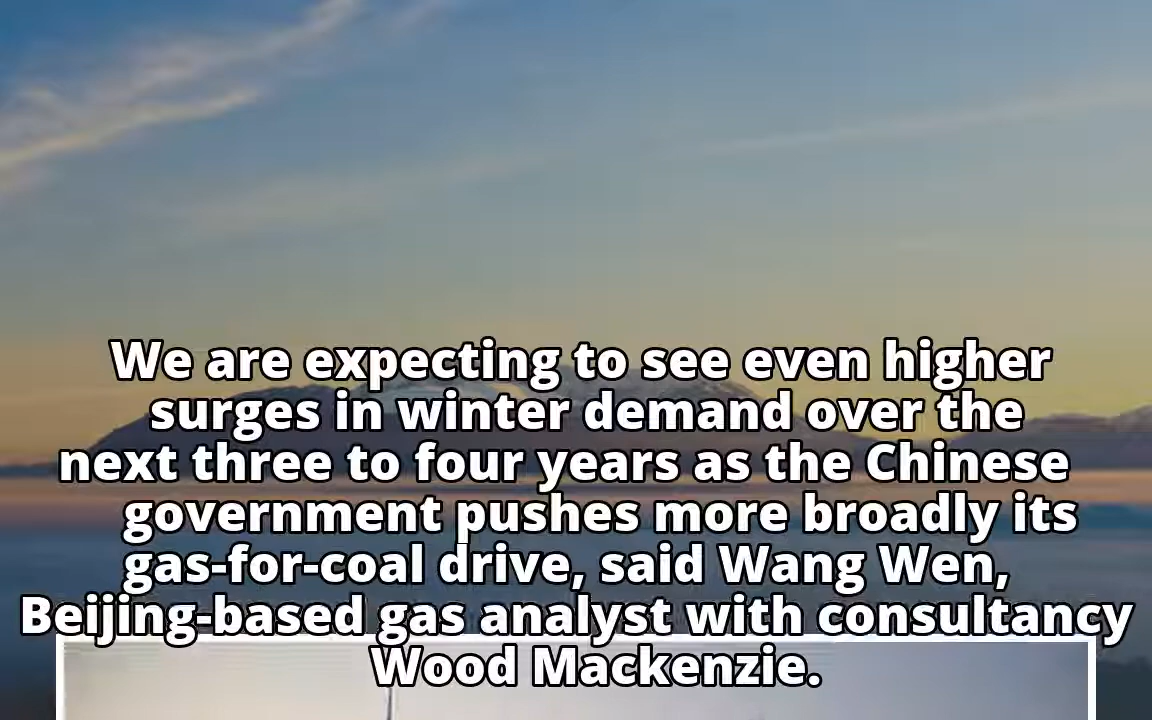 We are expecting to see even higher
surges in winter demand over the
next three to four years as the Chinese
government pushes more broadly its
gas-for-coal drive, said Wang Wen,
Beijing-based gas analyst with consultancy
Wood Mackenzie.